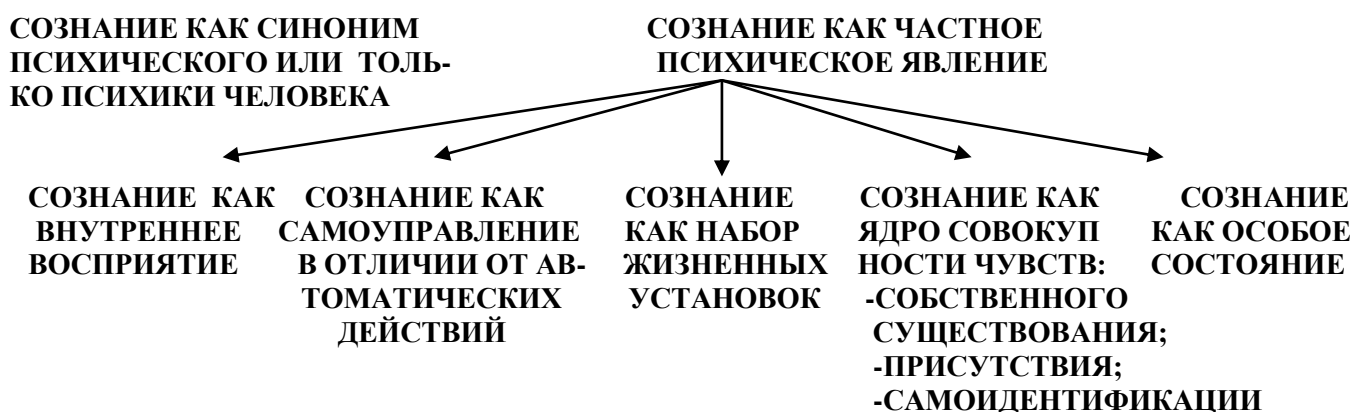 СОЗНАНИЕ КАК СИНОНИМ
ПСИХИЧЕСКОГО ИЛИ ТОЛЬ-
КО ПСИХИКИ ЧЕЛОВЕКА
СОЗНАНИЕ КАК ЧАСТНОЕ
ПСИХИЧЕСКОЕ ЯВЛЕНИЕ
СОЗНАНИЕ КАК
ВНУТРЕННЕЕ
ВОСПРИЯТИЕ
СОЗНАНИЕ КАК
САМОУПРАВЛЕНИЕ
В ОТЛИЧИИ ОТ АВ-
ТОМАТИЧЕСКИХ
ДЕЙСТВИЙ
СОЗНАНИЕ
КАК НАБОР
ЖИЗНЕННЫХ
УСТАНОВОК
СОЗНАНИЕ КАК
ЯДРО СОВОКУП
НОСТИ ЧУВСТВ:
-СОБСТВЕННОГО
СУЩЕСТВОВАНИЯ;
-ПРИСУТСТВИЯ;
-САМОИДЕНТИФИКАЦИИ
СОЗНАНИЕ
КАК ОСОБОЕ
СОСТОЯНИЕ